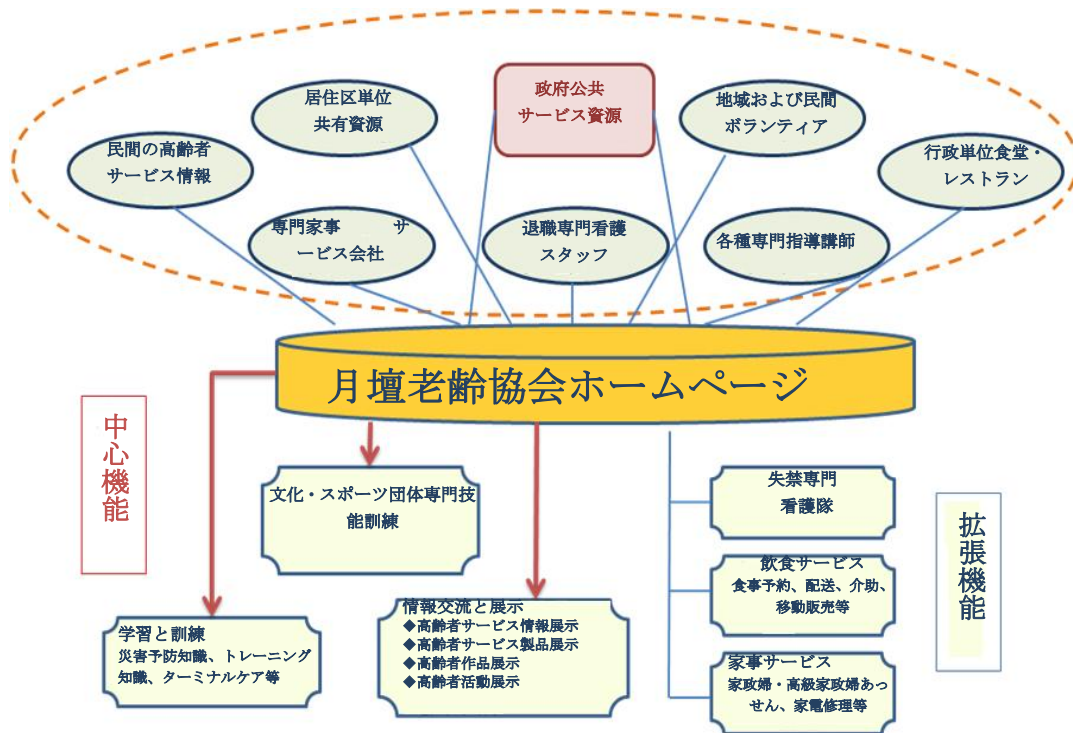 居住区単位
共有資源
政府公共
サービス資源
地域および民間
ボランティア
民間の高齢者
サービス情報
行政単位食堂・
レストラン
専門家事 サ
ービス会社
退職専門看護
スタッフ
各種専門指導講師
月壇老齢協会ホームページ
中心機能
文化・スポーツ団体専門技
能訓練
失禁専門
看護隊
拡張機能
飲食サービス
食事予約、配送、介助、
移動販売等
情報交流と展示
◆高齢者サービス情報展示
◆高齢者サービス製品展示
◆高齢者作品展示
◆高齢者活動展示
学習と訓練
災害予防知識、トレーニング
知識、ターミナルケア等
家事サービス
家政婦・高級家政婦あっ
せん、家電修理等